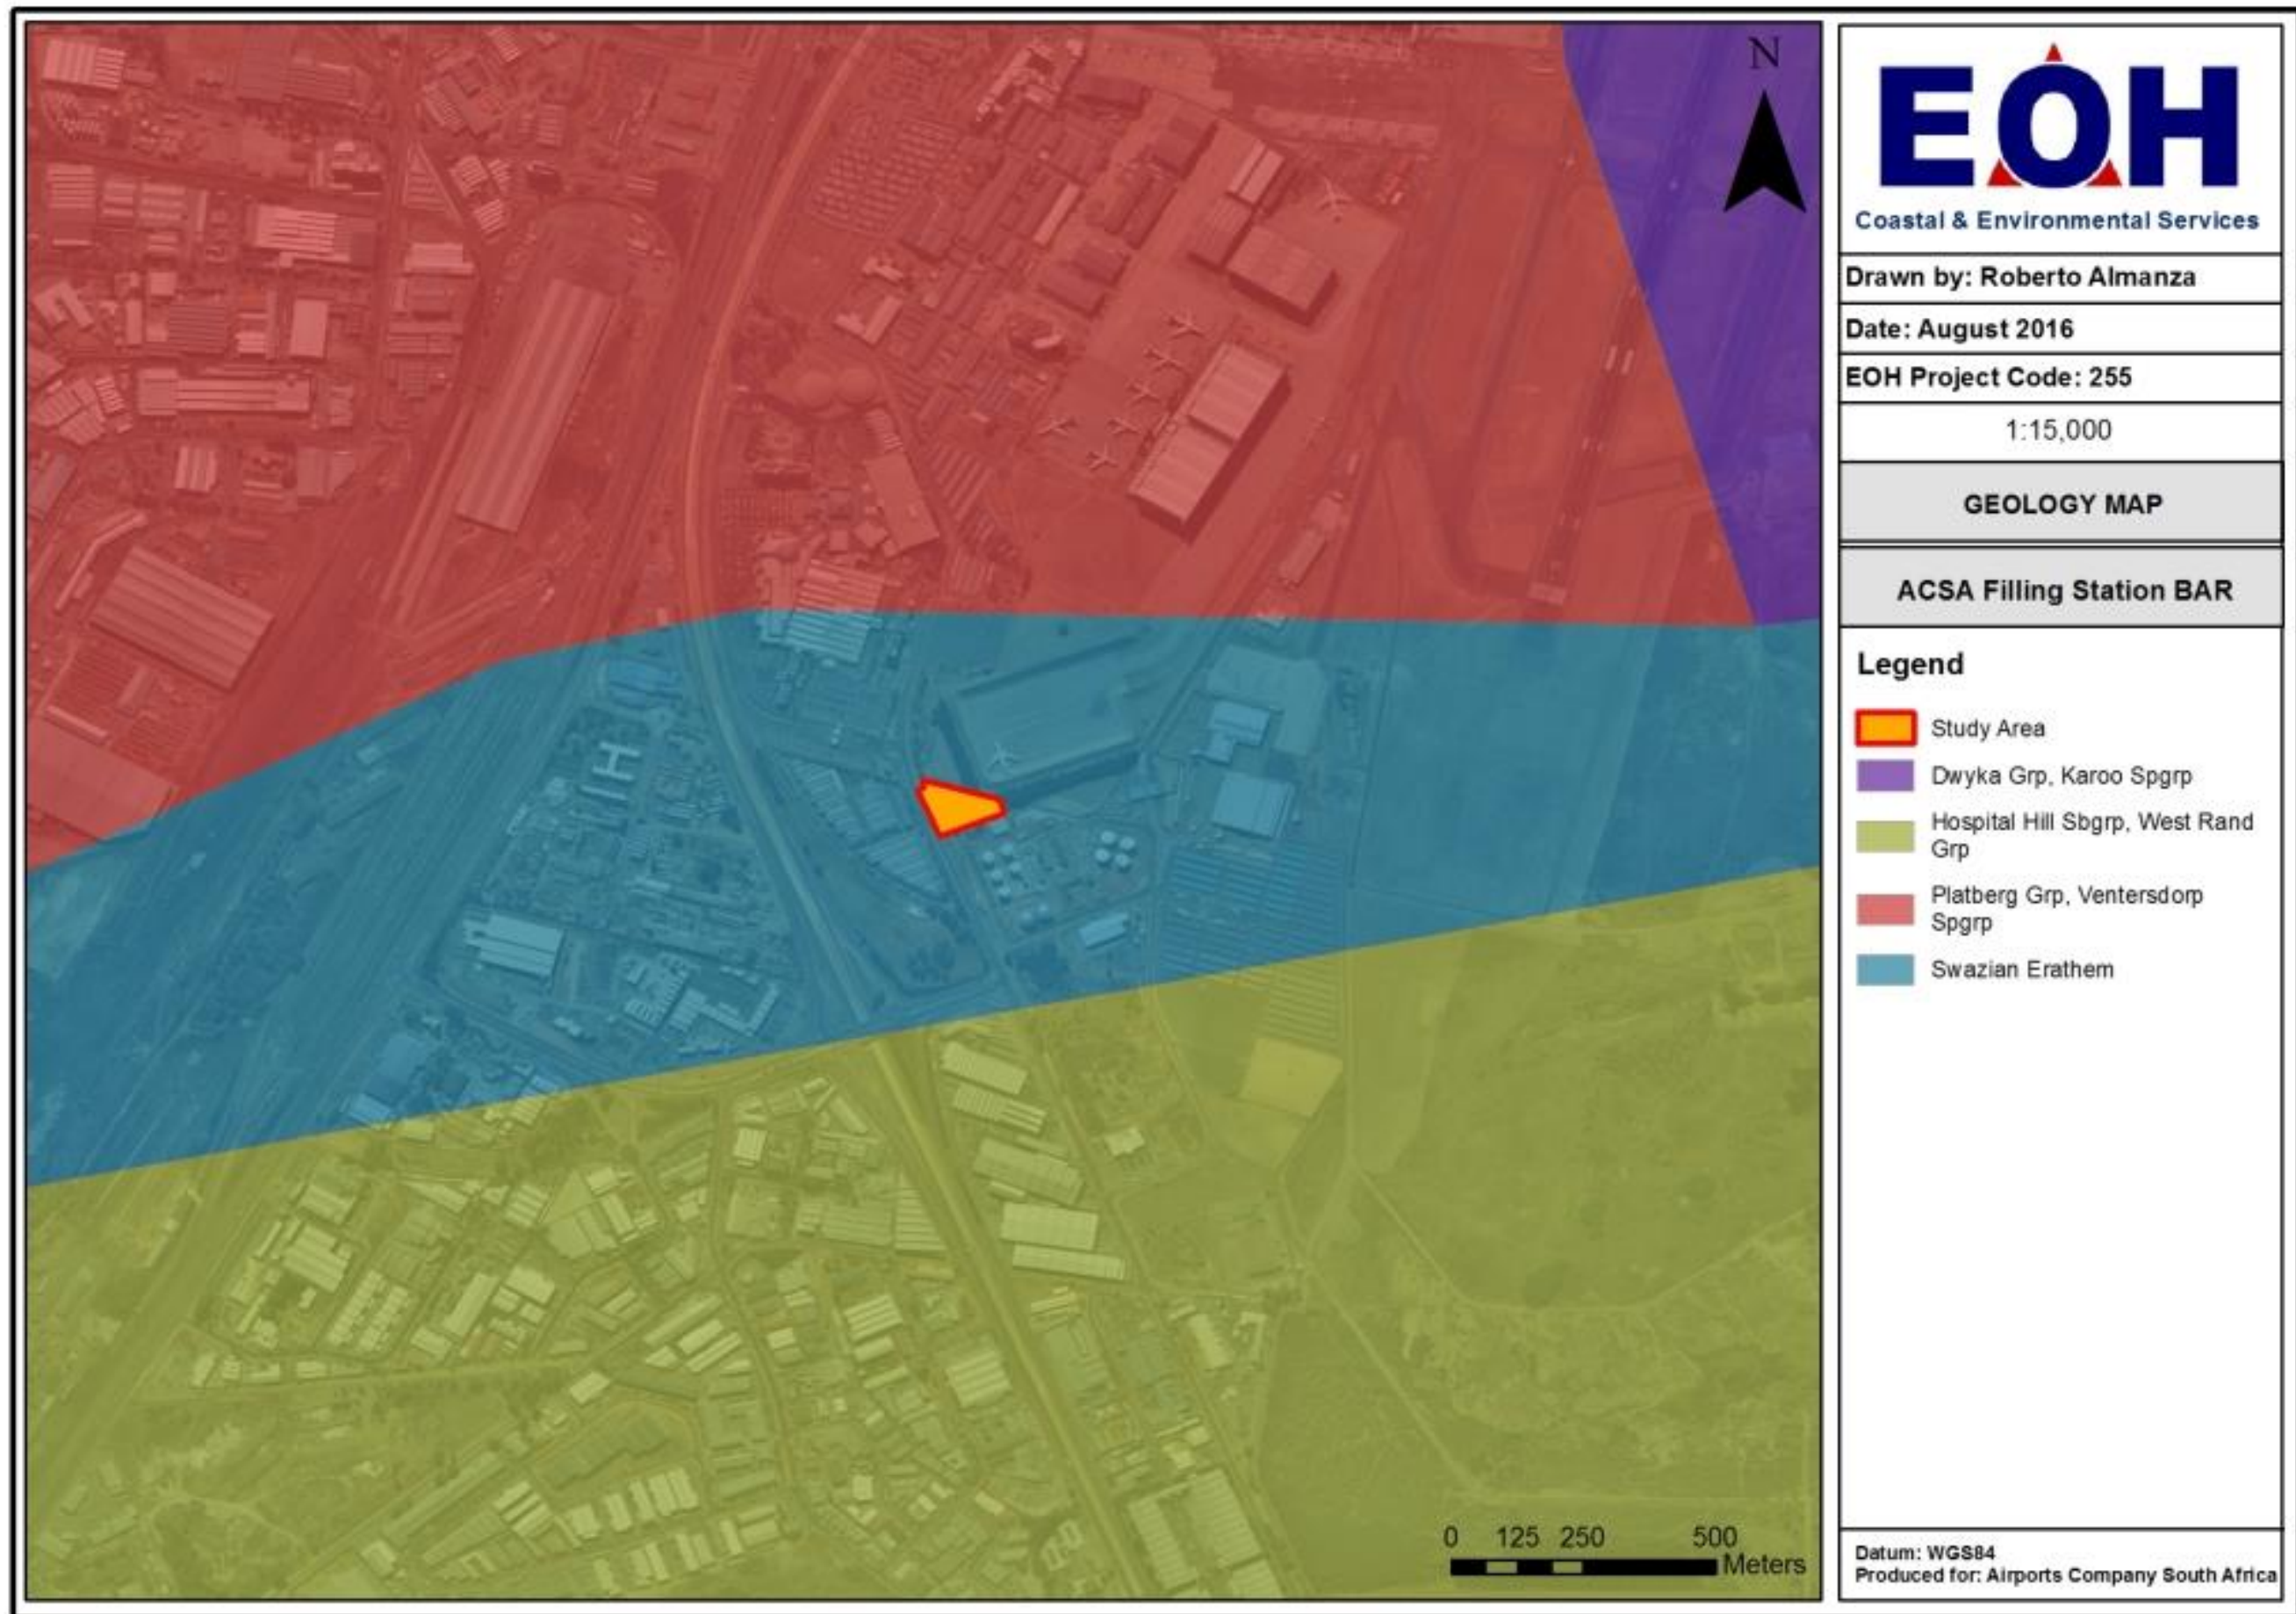 N
EOH
Coastal & Environmental Services
Drawn by: Roberto Almanza
Date: August 2016
EOH Project Code: 255
1:15,000
GEOLOGY MAP
ACSA Filling Station BAR
Legend
Study Area
Dwyka Grp, Karoo Spgrp
Hospital Hill Sbgrp, West Rand
Grp
Platberg Grp, Ventersdorp
Spgrp
Swazian Erathem
0 125 250 500
Meters
Datum: WGS84
Produced for: Airports Company South Africa